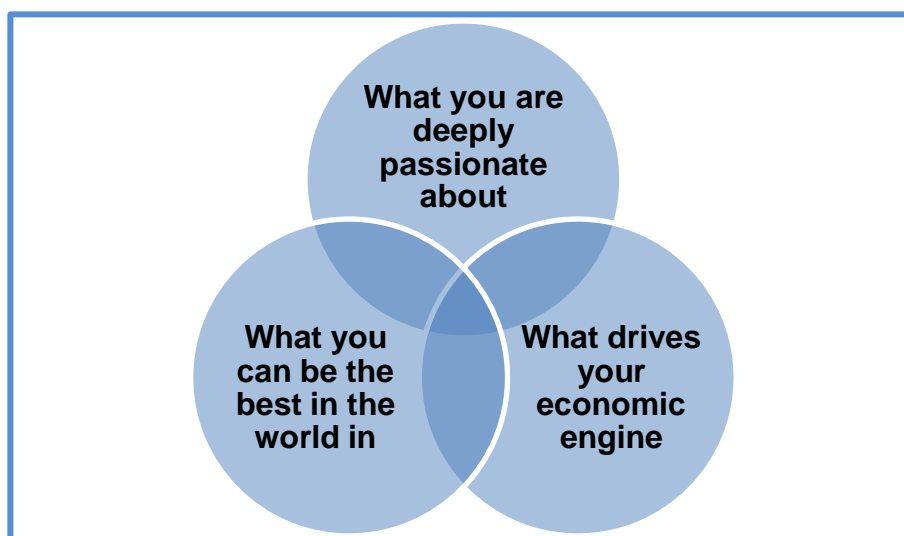 What you are
deeply
passionate
about
What you
can be the
best in the
world in
What drives
your
economic
engine